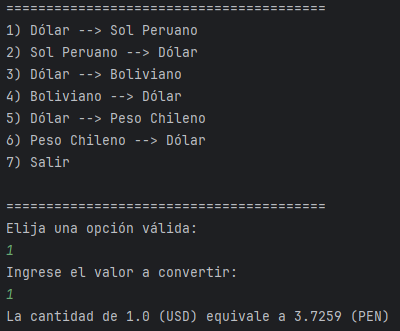 ========================================
1) Dólar --> Sol Peruano
2) Sol Peruano --> Dólar
3) Dólar --> Boliviano
4) Boliviano --> Dólar
5) Dólar --> Peso Chileno
6) Peso Chileno --> Dólar
7) Salir
========================================
Elija una opción válida:
1
Ingrese el valor a convertir:
1
La cantidad de 1.0 (USD) equivale a 3.7259 (PEN)